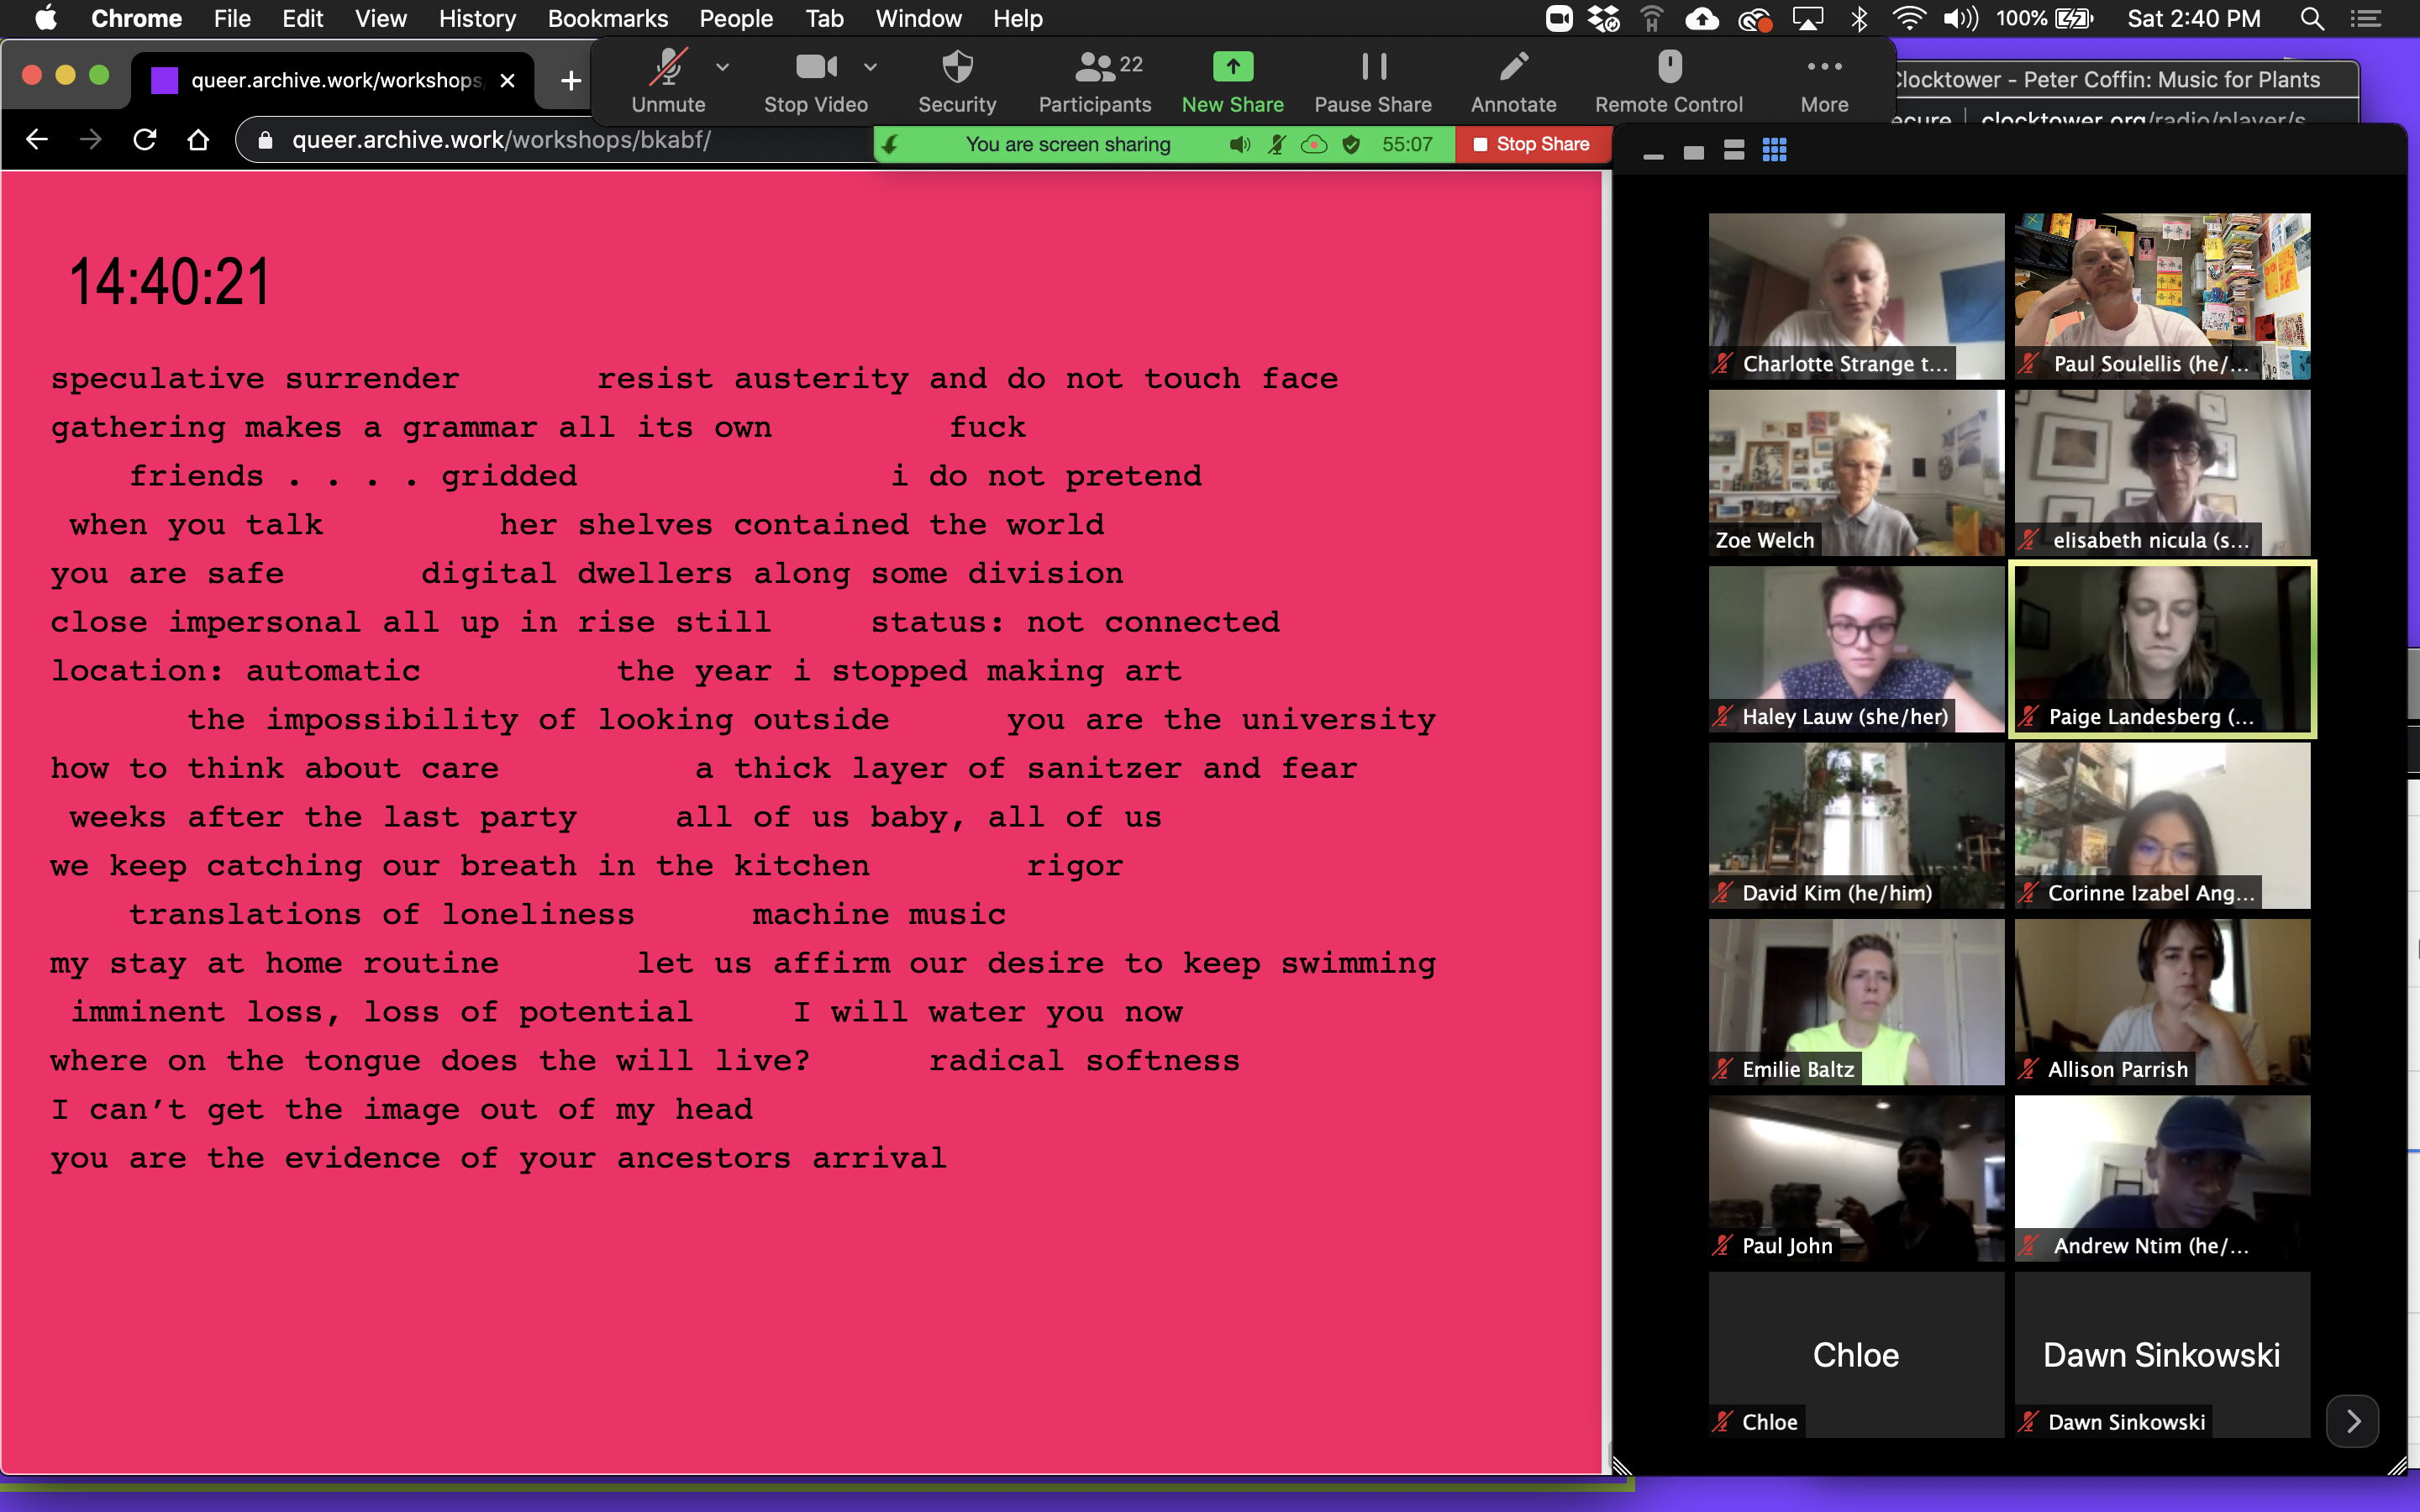 Chrome File Edit View History Bookmarks People Tab Window Help 100% Sat 2:40 PM
queer.archive.work/workshops
Unmute Stop Video Security Participants 22 New Share Pause Share Annotate Remote Control More
Clocktower - Peter Coffin: Music for Plants
queer.archive.work/workshops/bkabf/
You are screen sharing 55:07 Stop Share
14:40:21
speculative surrender resist austerity and do not touch face
gathering makes a grammar all its own fuck
friends . . . . gridded i do not pretend
when you talk her shelves contained the world
you are safe digital dwellers along some division
close impersonal all up in rise still status: not connected
location: automatic the year i stopped making art
the impossibility of looking outside you are the university
how to think about care a thick layer of sanitzer and fear
weeks after the last party all of us baby, all of us
we keep catching our breath in the kitchen rigor
translations of loneliness machine music
my stay at home routine let us affirm our desire to keep swimming
imminent loss, loss of potential I will water you now
where on the tongue does the will live? radical softness
I can’t get the image out of my head
you are the evidence of your ancestors arrival
Charlotte Strange t...
Paul Soulellis (he/...
Zoe Welch
elisabeth nicula (s...
Haley Lauw (she/her)
Paige Landesberg (...
David Kim (he/him)
Corinne Izabel Ang...
Emilie Baltz
Allison Parrish
Paul John
Andrew Ntim (he/...
Chloe
Dawn Sinkowski
Chloe
Dawn Sinkowski